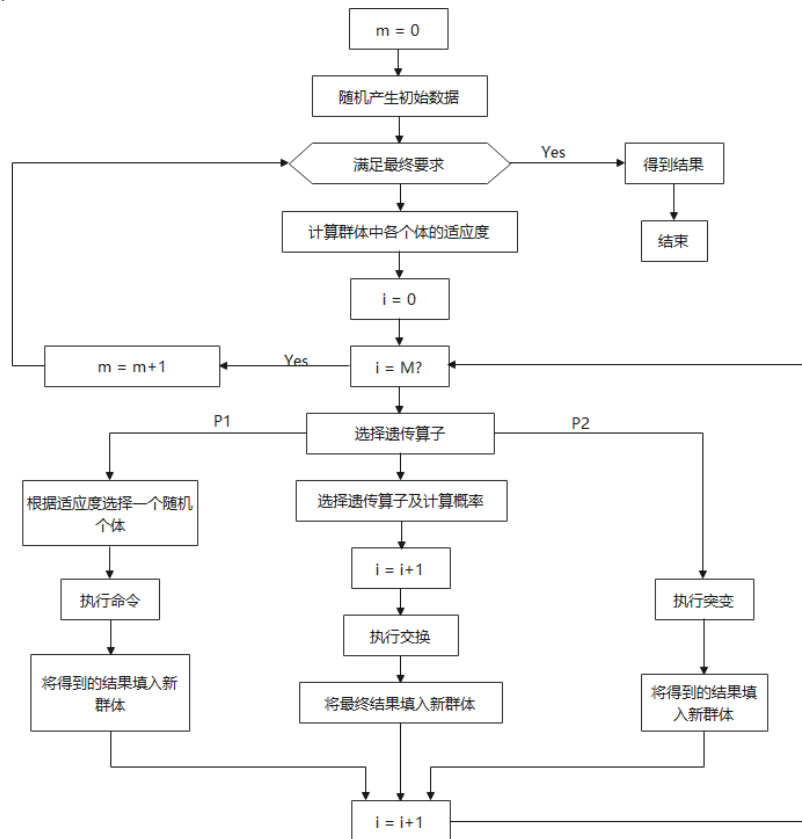 m = 0
随机产生初始数据
满足最终要求
Yes
得到结果
计算群体中各个体的适应度
结束
i = 0
m = m+1
Yes
i = M?
P1
选择遗传算子
P2
根据适应度选择一个随机
个体
选择遗传算子及计算概率
i = i+1
执行命令
执行突变
执行交换
将得到的结果填入新
群体
将最终结果填入新群体
将得到的结果填
入新群体
i = i+1